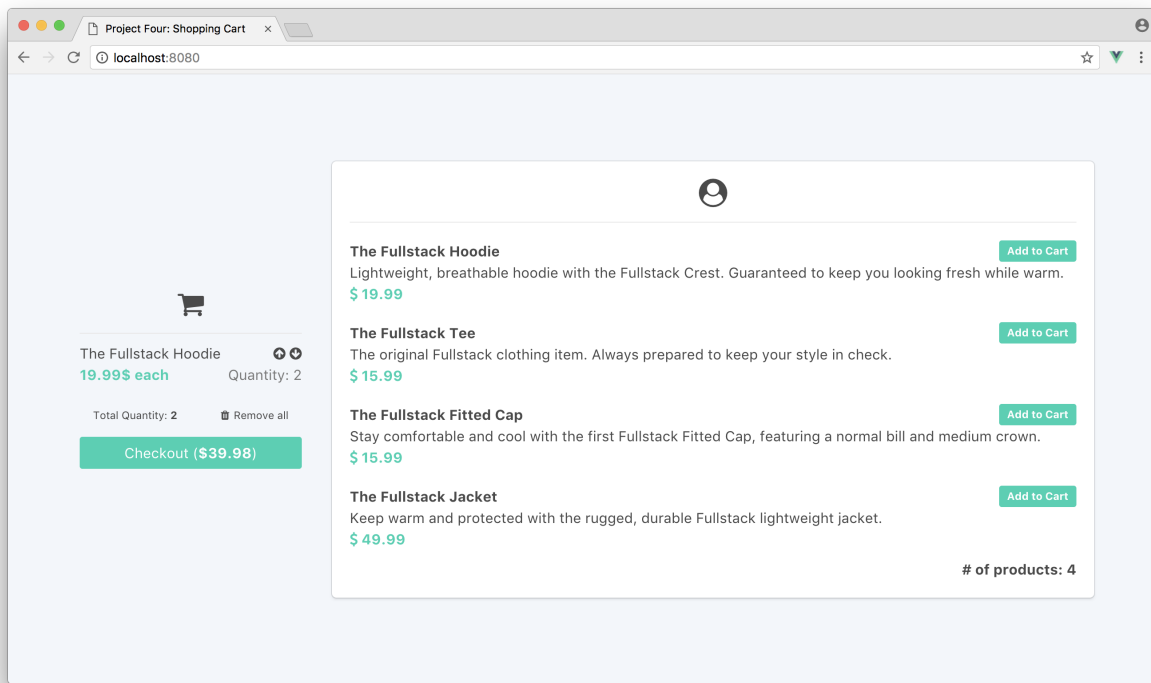 Project Four: Shopping Cart
localhost:8080
The Fullstack Hoodie
19.99$ each Quantity: 2
Total Quantity: 2 Remove all
Checkout ($39.98)
The Fullstack Hoodie Add to Cart
Lightweight, breathable hoodie with the Fullstack Crest. Guaranteed to keep you looking fresh while warm.
$ 19.99
The Fullstack Tee Add to Cart
The original Fullstack clothing item. Always prepared to keep your style in check.
$ 15.99
The Fullstack Fitted Cap Add to Cart
Stay comfortable and cool with the first Fullstack Fitted Cap, featuring a normal bill and medium crown.
$ 15.99
The Fullstack Jacket Add to Cart
Keep warm and protected with the rugged, durable Fullstack lightweight jacket.
$ 49.99
# of products: 4